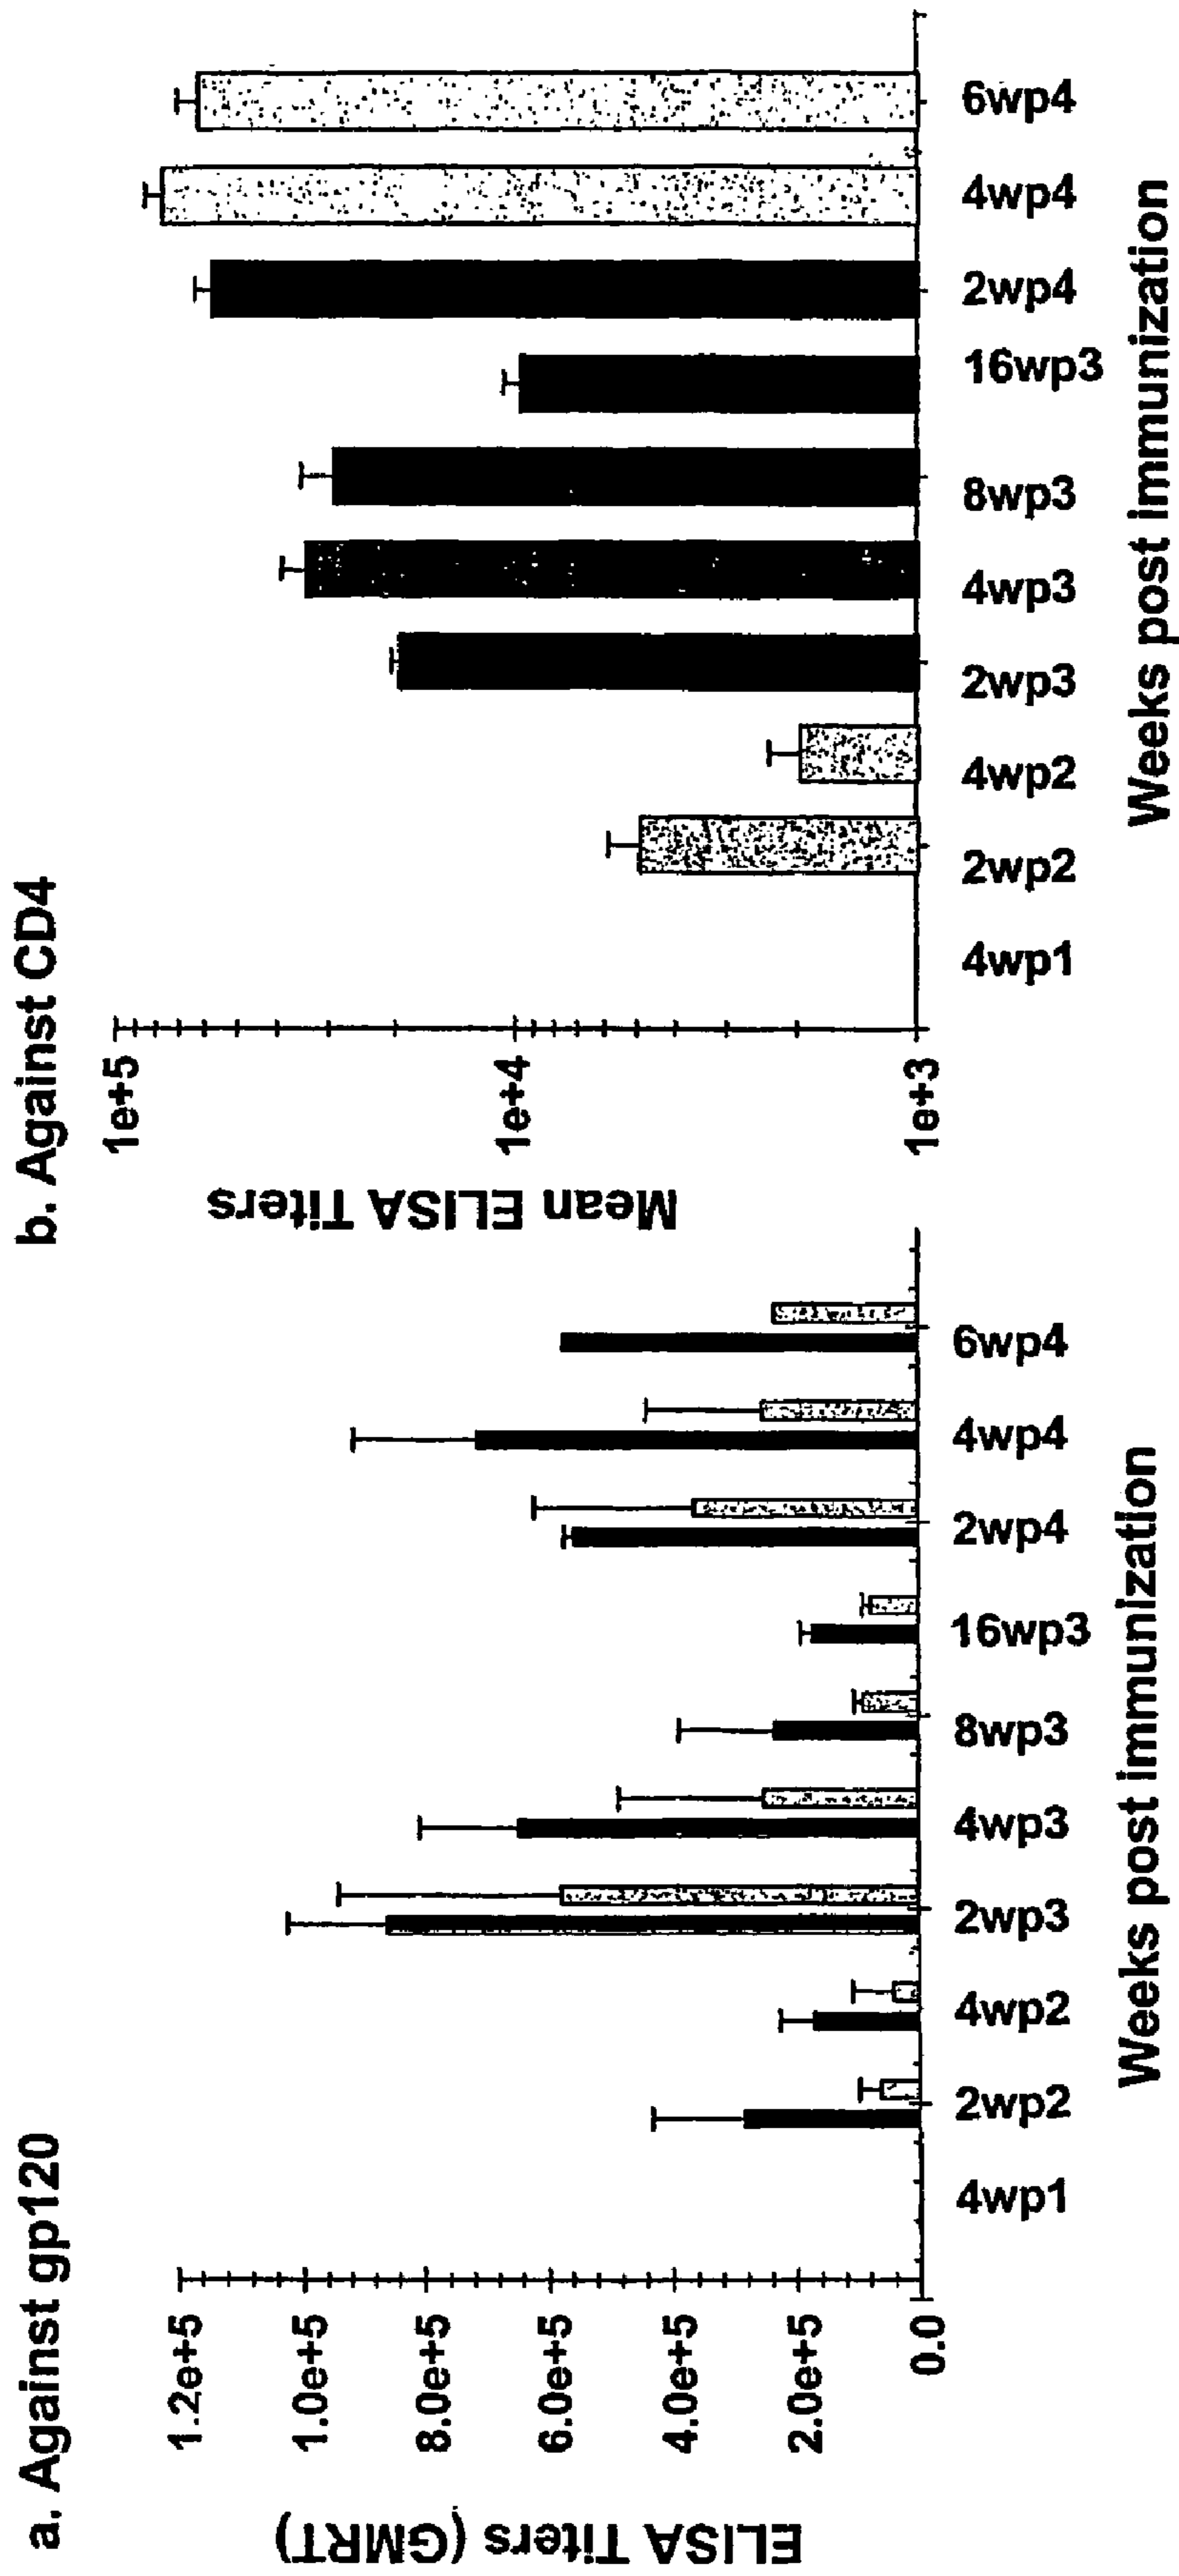 a. Against gp120
ELISA Titers (GMRT)
1.2e+5
1.0e+5
8.0e+5
6.0e+5
4.0e+5
2.0e+5
0.0
4wp1
2wp2
4wp2
2wp3
4wp3
8wp3
16wp3
2wp4
4wp4
6wp4
Weeks post immunization
b. Against CD4
Mean ELISA Titers
1e+5
1e+4
1e+3
4wp1
2wp2
4wp2
2wp3
4wp3
8wp3
16wp3
2wp4
4wp4
6wp4
Weeks post immunization